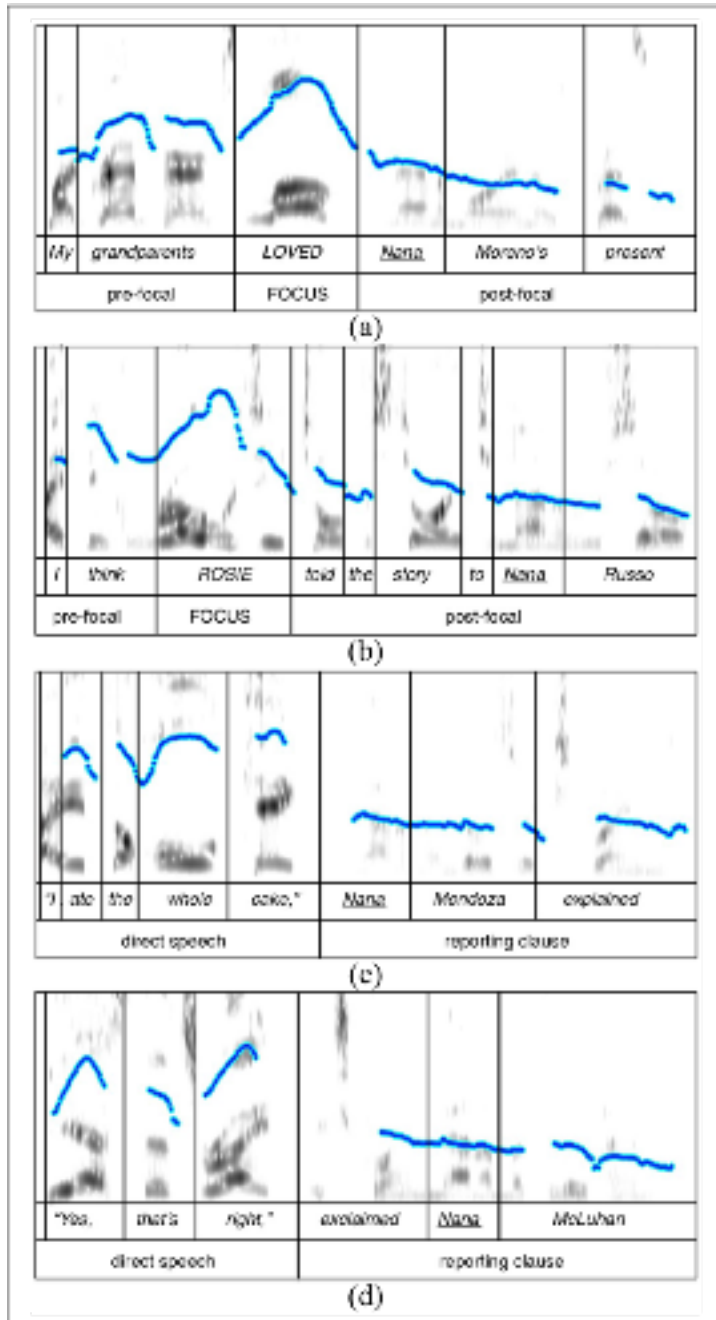 My grandparents LOVED Nana Moreno's present
pre-focal FOCUS post-focal
(a)
I think ROSIE told the story to Nana Russo
pre-focal FOCUS post-focal
(b)
"I ate the whole cake," Nana Mendoza explained
direct speech reporting clause
(c)
"Yes, that's right," exclaimed Nana McLuhan
direct speech reporting clause
(d)